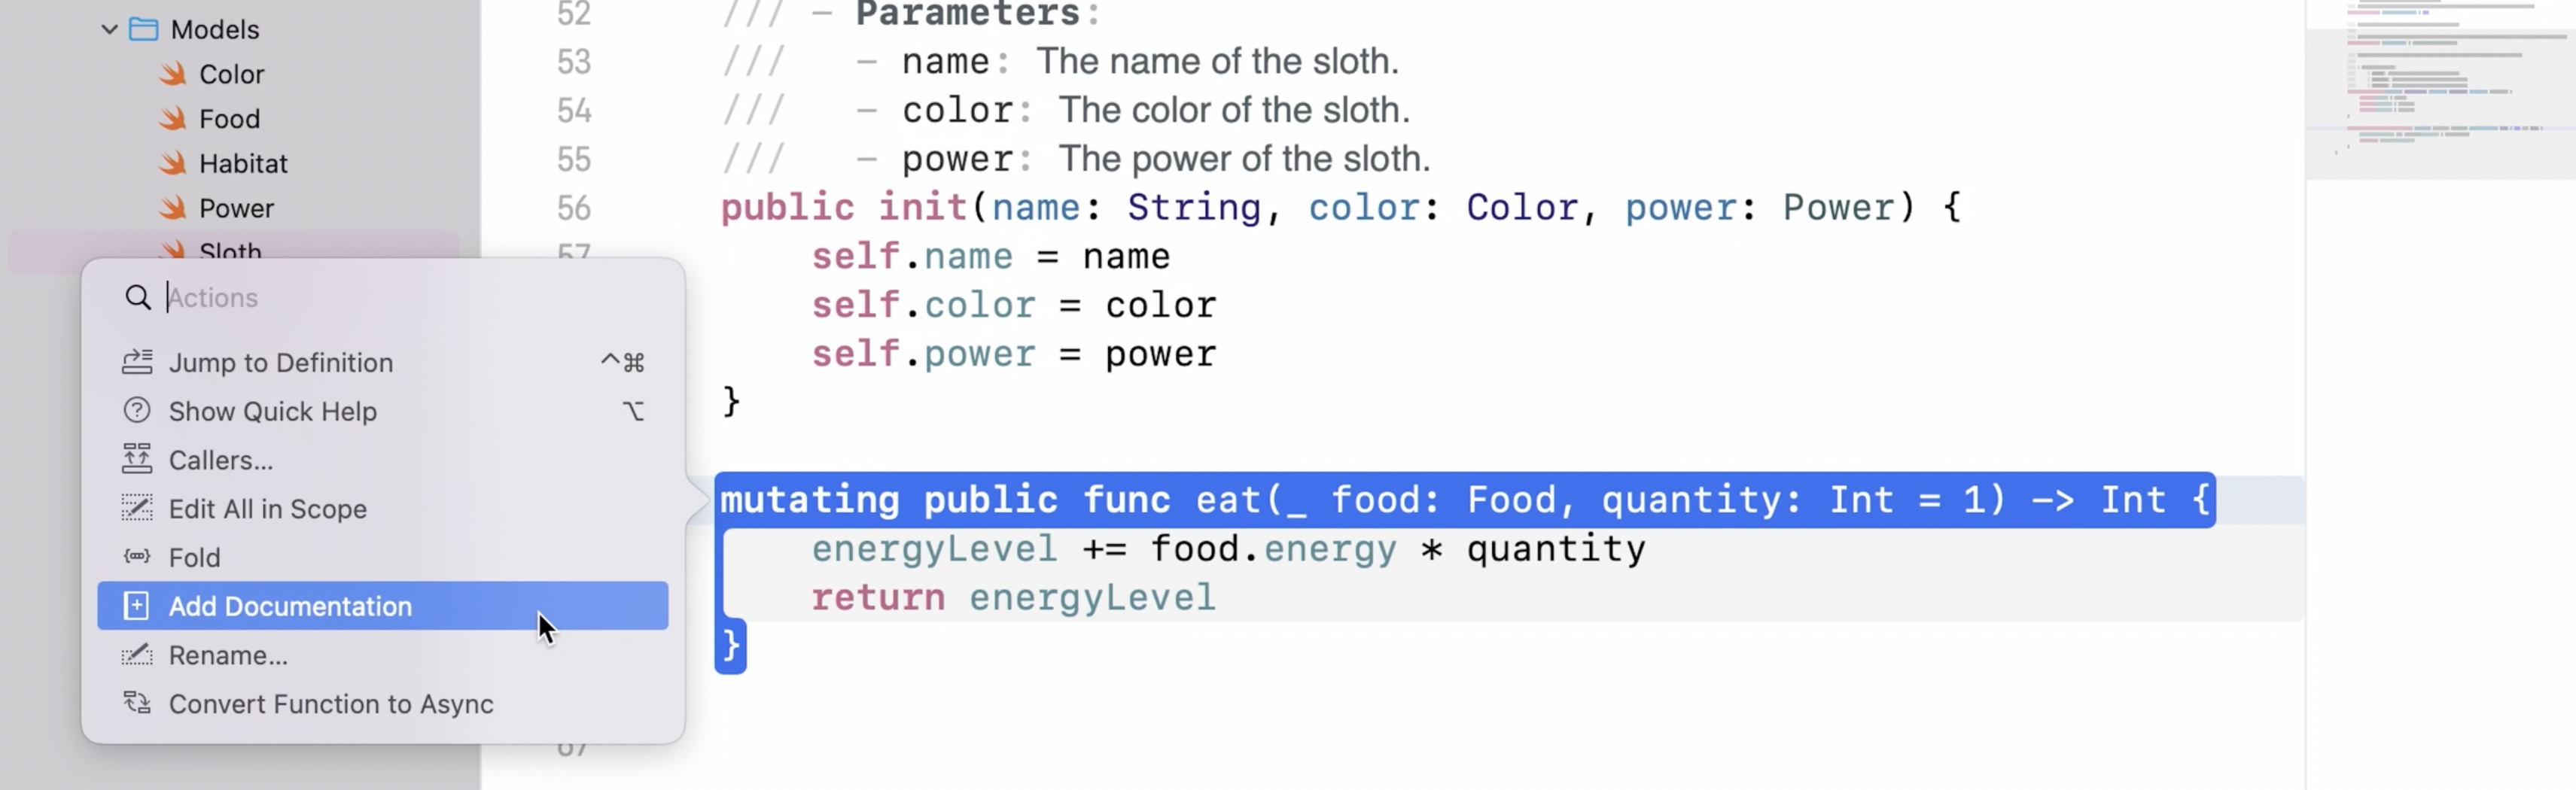 Models
Color
Food
Habitat
Power
Sloth
Actions
Jump to Definition ^⌘
Show Quick Help ⌥
Callers...
Edit All in Scope
Fold
Add Documentation
Rename...
Convert Function to Async
52 /// - Parameters:
53 /// - name: The name of the sloth.
54 /// - color: The color of the sloth.
55 /// - power: The power of the sloth.
56 public init(name: String, color: Color, power: Power) {
57 self.name = name
self.color = color
self.power = power
}
mutating public func eat(_ food: Food, quantity: Int = 1) -> Int {
energyLevel += food.energy * quantity
return energyLevel
}
67